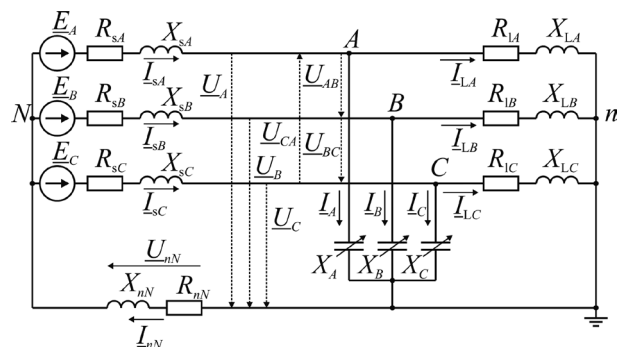 E_A R_sA X_sA A R_lA X_LA
I_sA U_A U_AB I_LA
N E_B R_sB X_sB B R_lB X_LB n
I_sB U_CA U_BC I_LB
E_C R_sC X_sC U_B C R_lC X_LC
I_sC U_C I_A I_B I_C I_LC
U_nN X_A X_B X_C
X_nN R_nN
I_nN